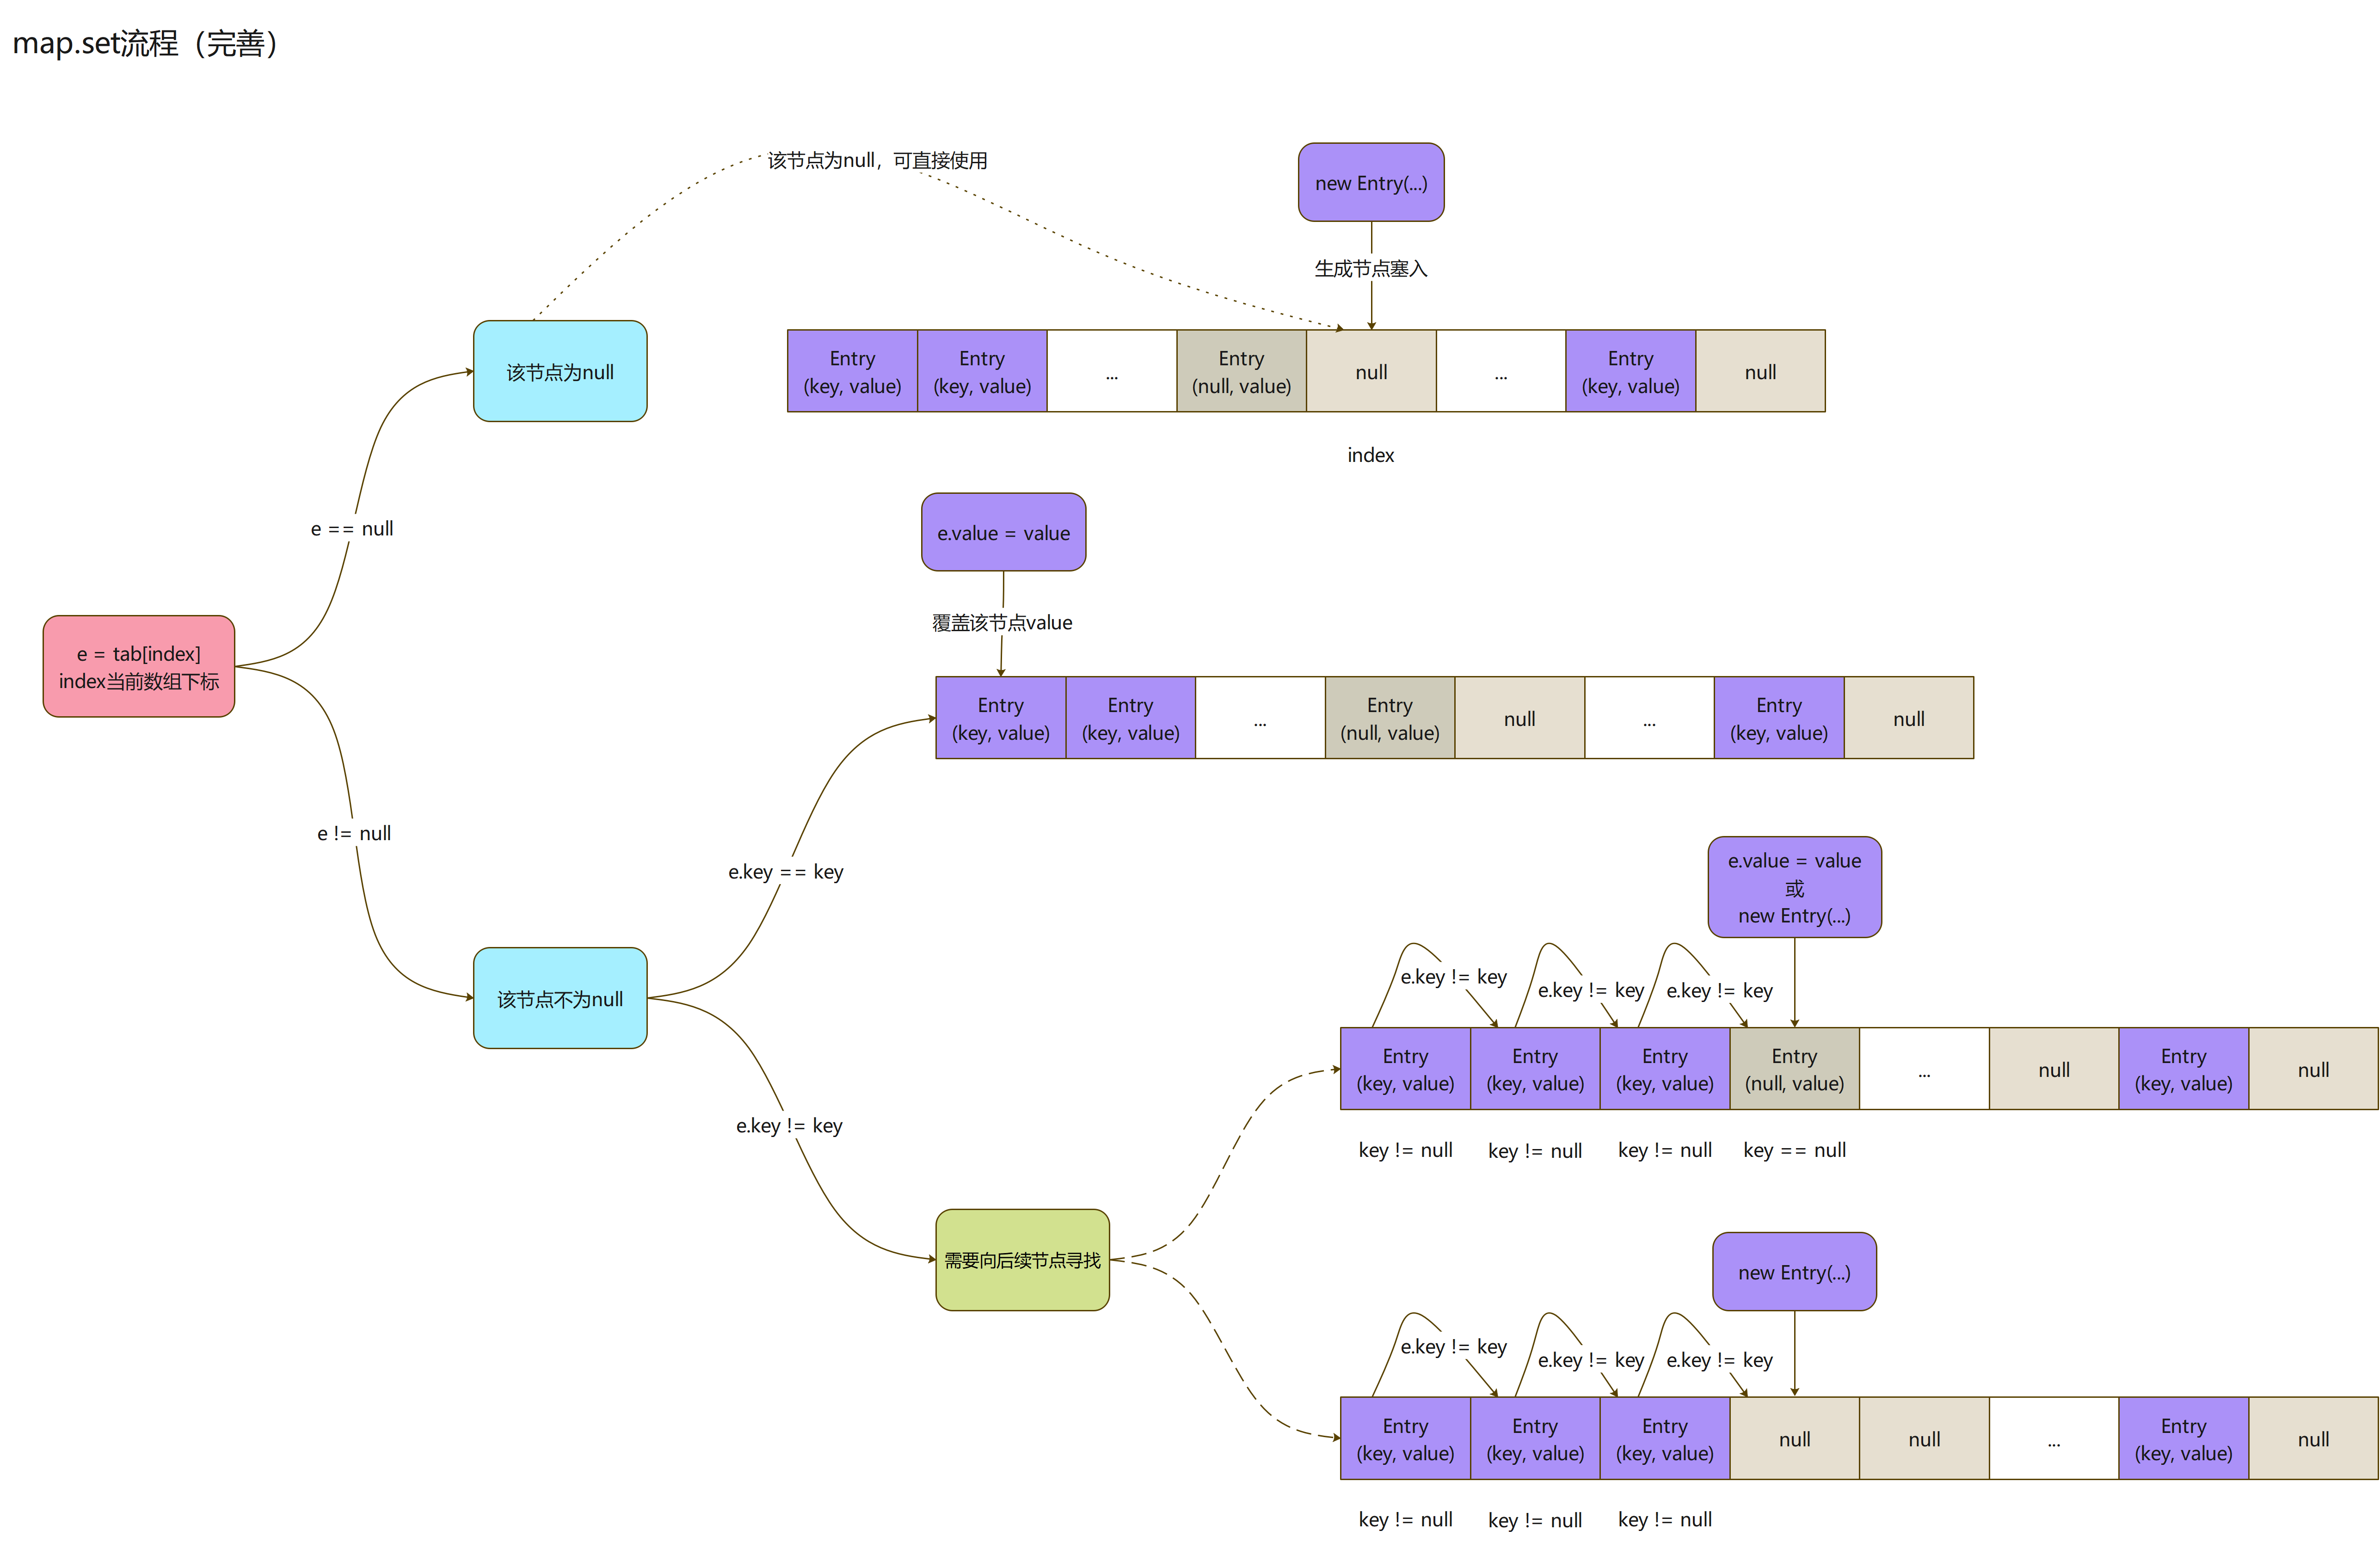 map.set流程（完善）
该节点为null，可直接使用
new Entry(...)
生成节点塞入
该节点为null
Entry
(key, value)
Entry
(key, value)
...
Entry
(null, value)
null
...
Entry
(key, value)
null
index
e == null
e.value = value
覆盖该节点value
e = tab[index]
index当前数组下标
Entry
(key, value)
Entry
(key, value)
...
Entry
(null, value)
null
...
Entry
(key, value)
null
e != null
e.key == key
e.value = value
或
new Entry(...)
该节点不为null
e.key != key
e.key != key
e.key != key
Entry
(key, value)
Entry
(key, value)
Entry
(key, value)
Entry
(null, value)
...
null
Entry
(key, value)
null
key != null
key != null
key != null
key == null
e.key != key
需要向后续节点寻找
new Entry(...)
e.key != key
e.key != key
e.key != key
Entry
(key, value)
Entry
(key, value)
Entry
(key, value)
null
null
...
Entry
(key, value)
null
key != null
key != null
key != null